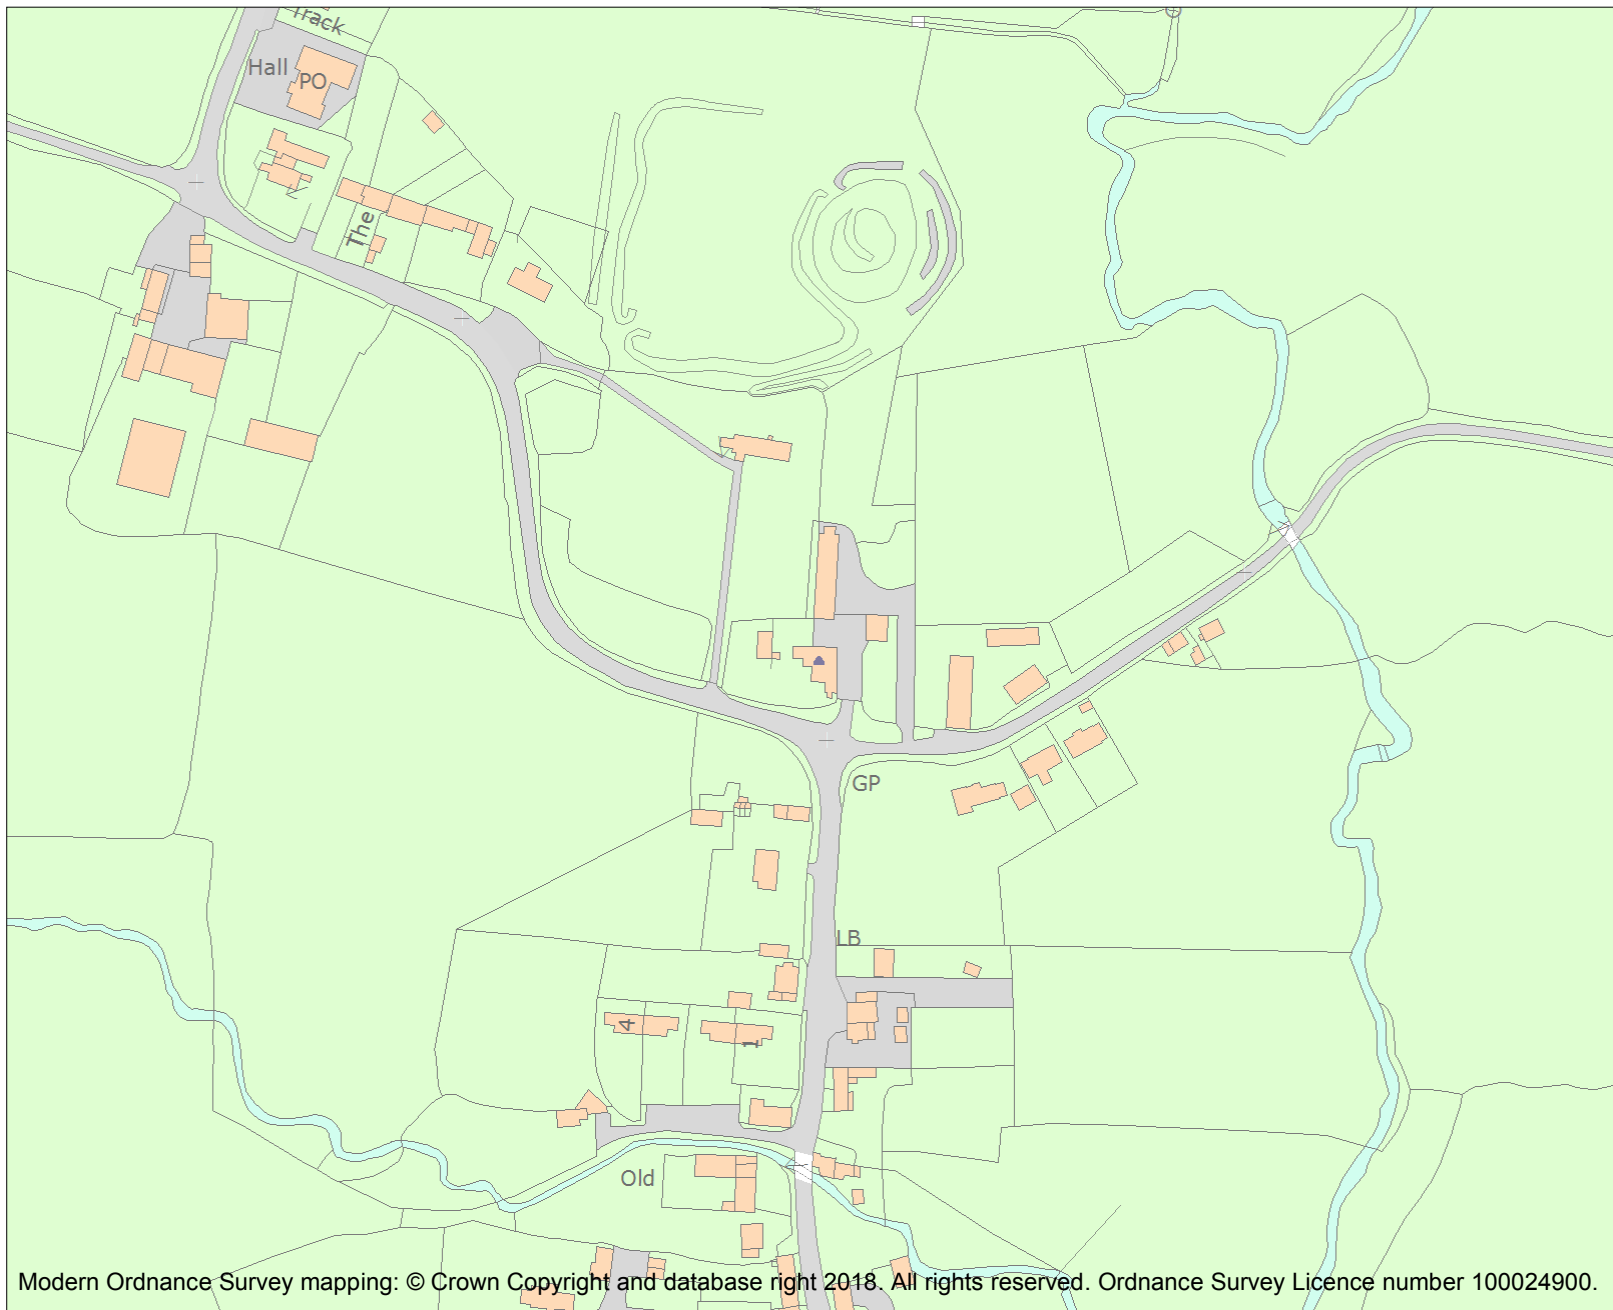 Track
Hall
PO
The
GP
LB
4
1
Old
Modern Ordnance Survey mapping: © Crown Copyright and database right 2018. All rights reserved. Ordnance Survey Licence number 100024900.